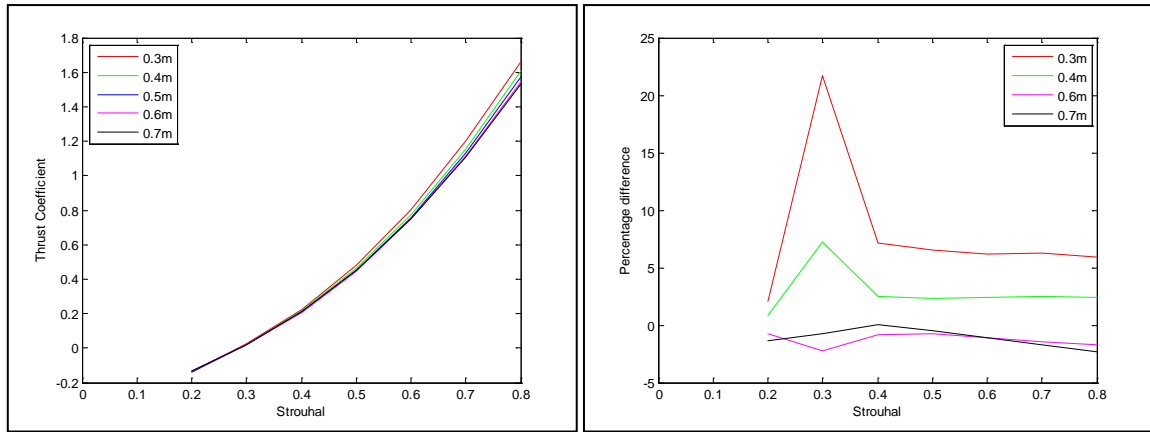 1.8
1.6
1.4
1.2
1
0.8
0.6
0.4
0.2
0
-0.2
Thrust Coefficient
0.3m
0.4m
0.5m
0.6m
0.7m
0 0.1 0.2 0.3 0.4 0.5 0.6 0.7 0.8
Strouhal
25
20
15
10
5
0
-5
Percentage difference
0.3m
0.4m
0.6m
0.7m
0 0.1 0.2 0.3 0.4 0.5 0.6 0.7 0.8
Strouhal